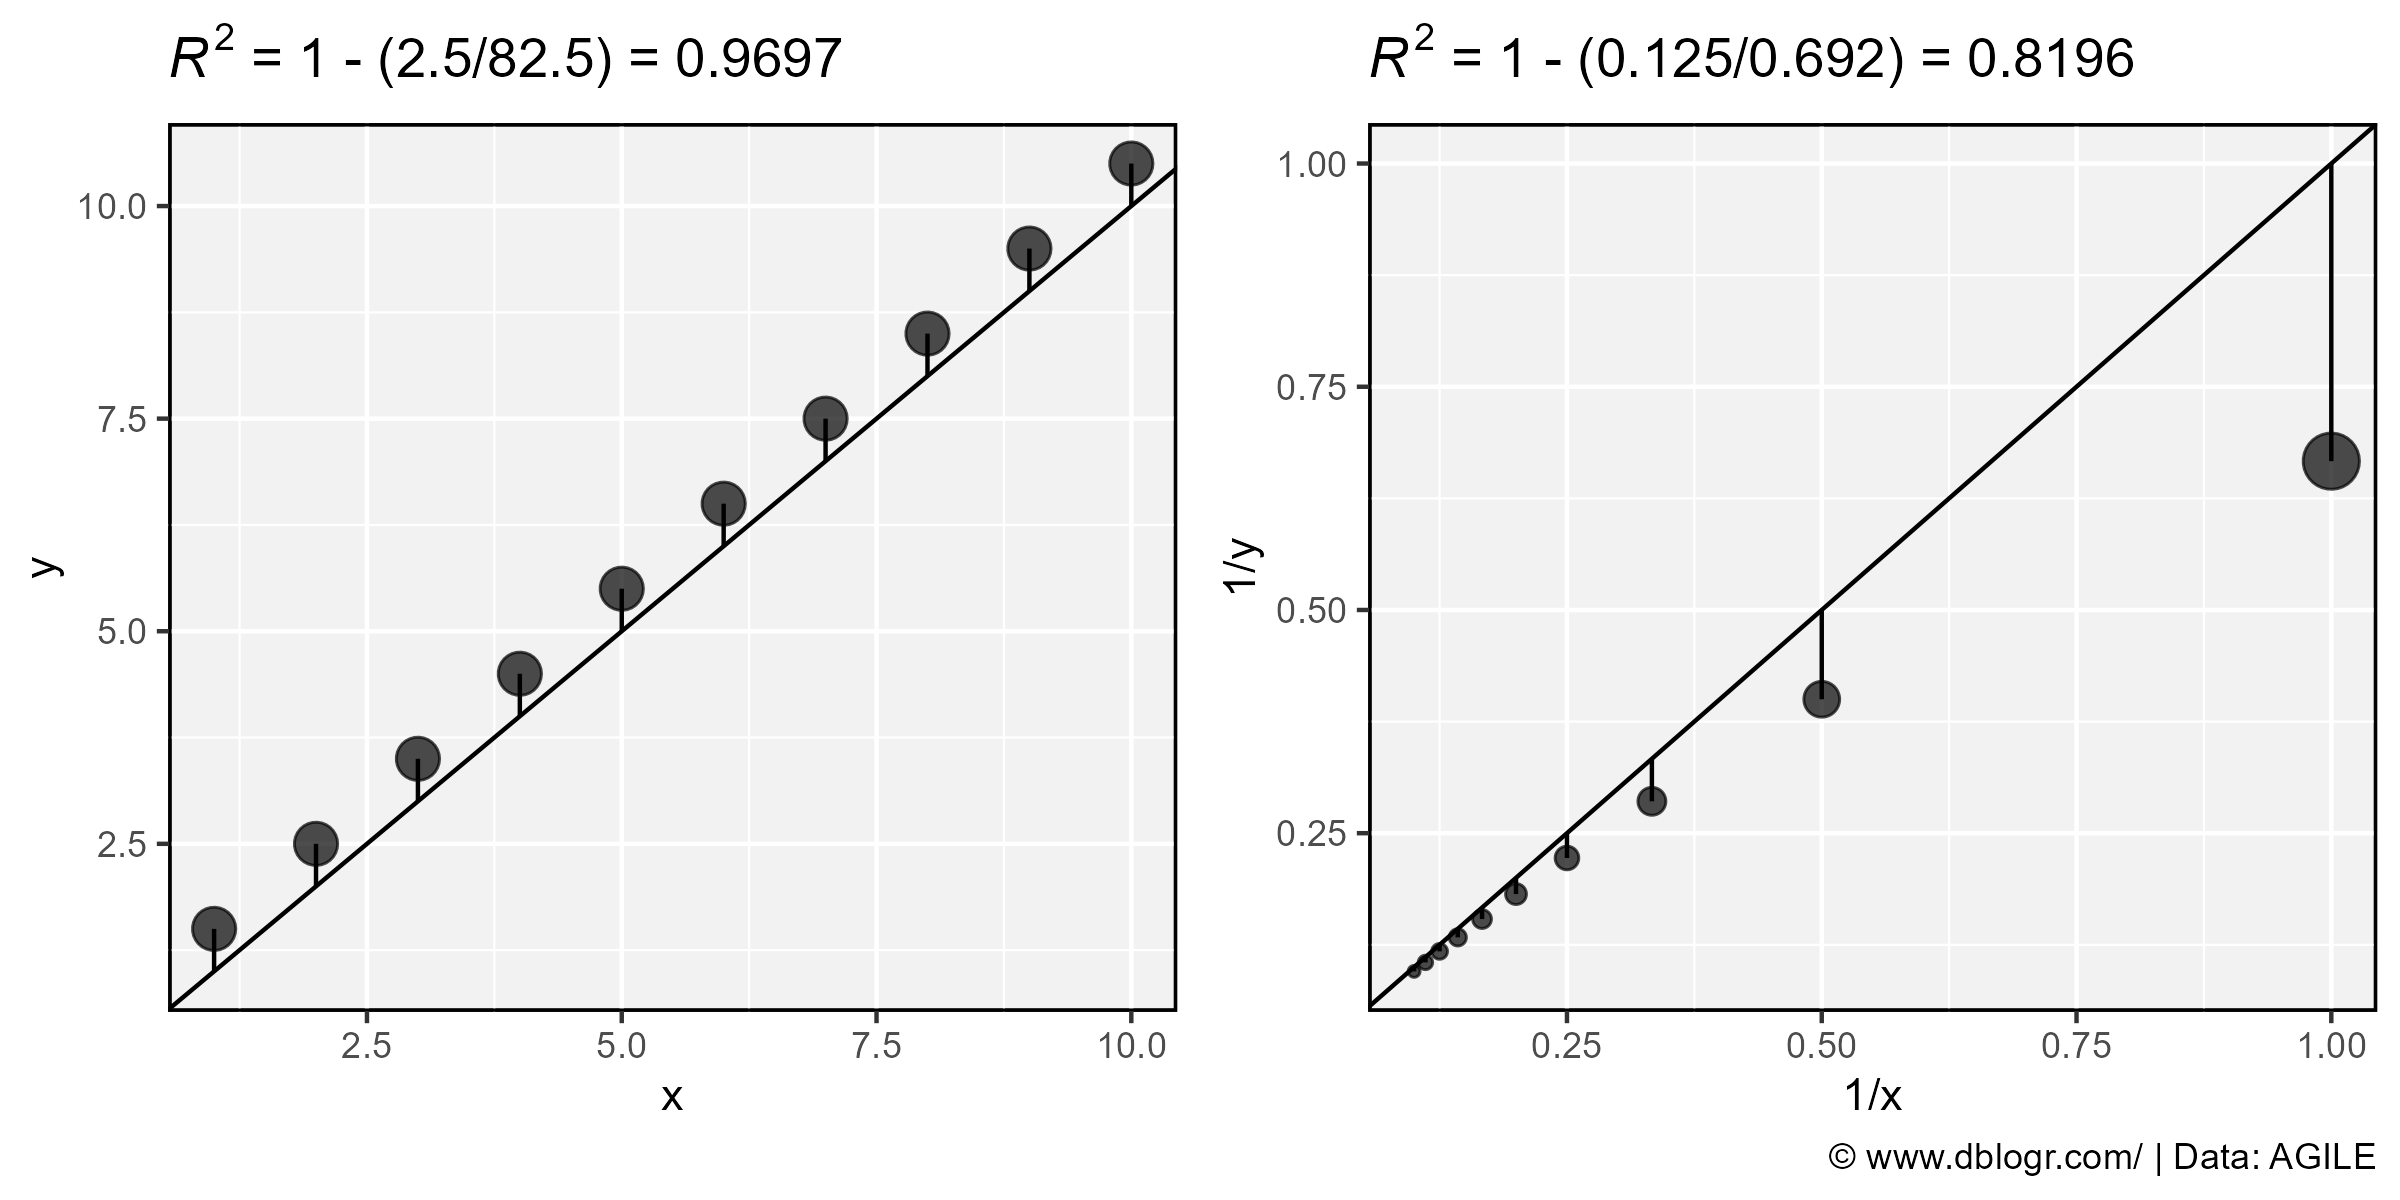 R² = 1 - (2.5/82.5) = 0.9697
10.0
7.5
5.0
2.5
y
2.5 5.0 7.5 10.0
x
R² = 1 - (0.125/0.692) = 0.8196
1.00
0.75
0.50
0.25
1/y
0.25 0.50 0.75 1.00
1/x
© www.dblogr.com/ | Data: AGILE